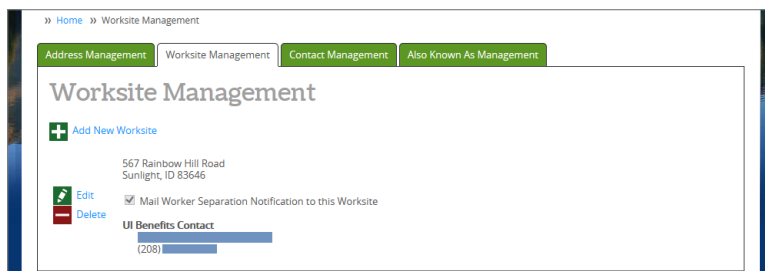 » Home » Worksite Management
Address Management Worksite Management Contact Management Also Known As Management
Worksite Management
Add New Worksite
567 Rainbow Hill Road
Sunlight, ID 83646
Edit
Mail Worker Separation Notification to this Worksite
Delete
UI Benefits Contact
(208)